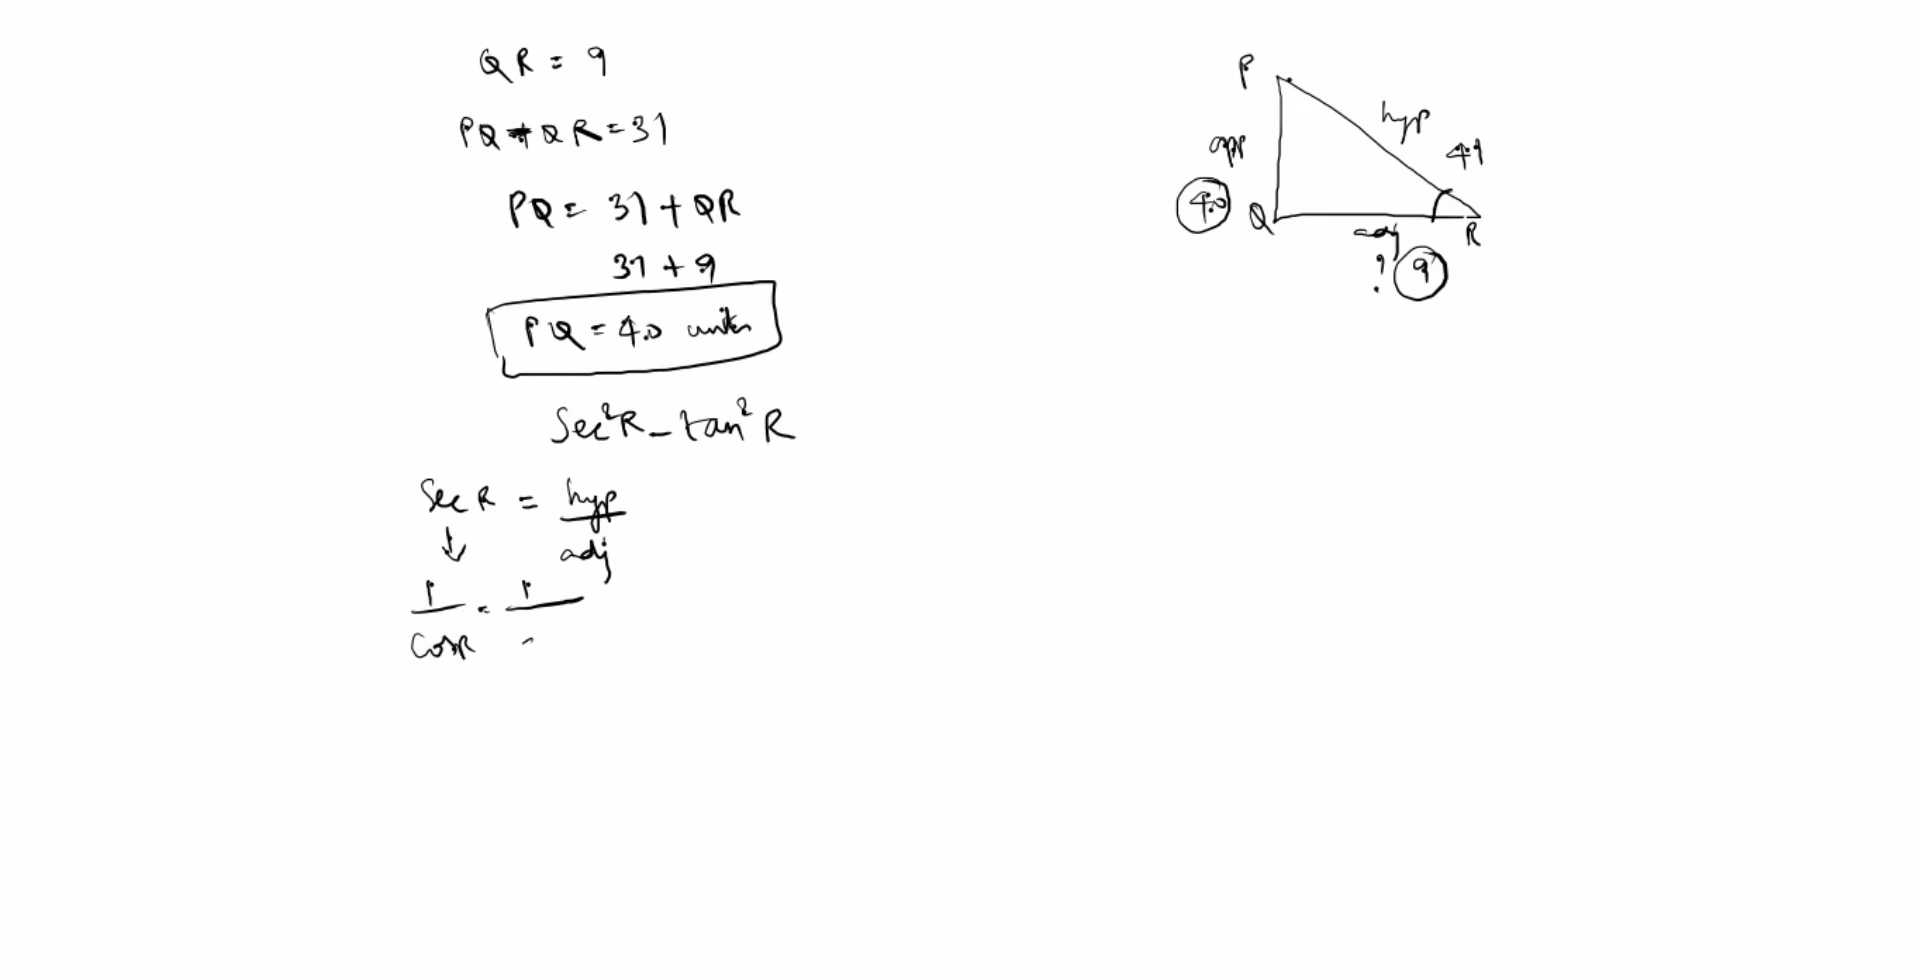 QR = 9
PQ - QR = 31
PQ = 31 + QR
31 + 9
PQ = 40 units
Sec²R - tan²R
Sec R = hyp
adj
1 = 1
Cos R
P
hyp
opp
41
40
Q
adj
R
? 9